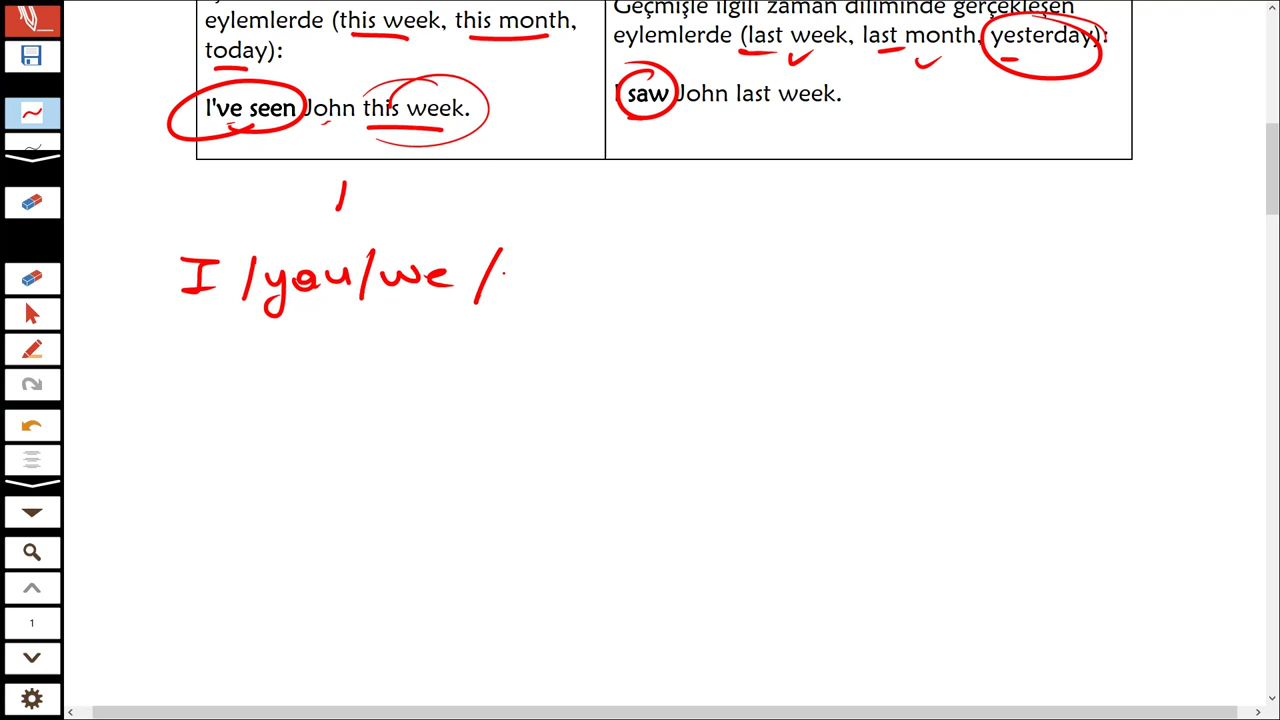 eylemlerde (this week, this month,
today):
I've seen John this week.
Geçmişle ilgili zaman diliminde gerçekleşen
eylemlerde (last week, last month, yesterday):
I saw John last week.
I / you / we /
1